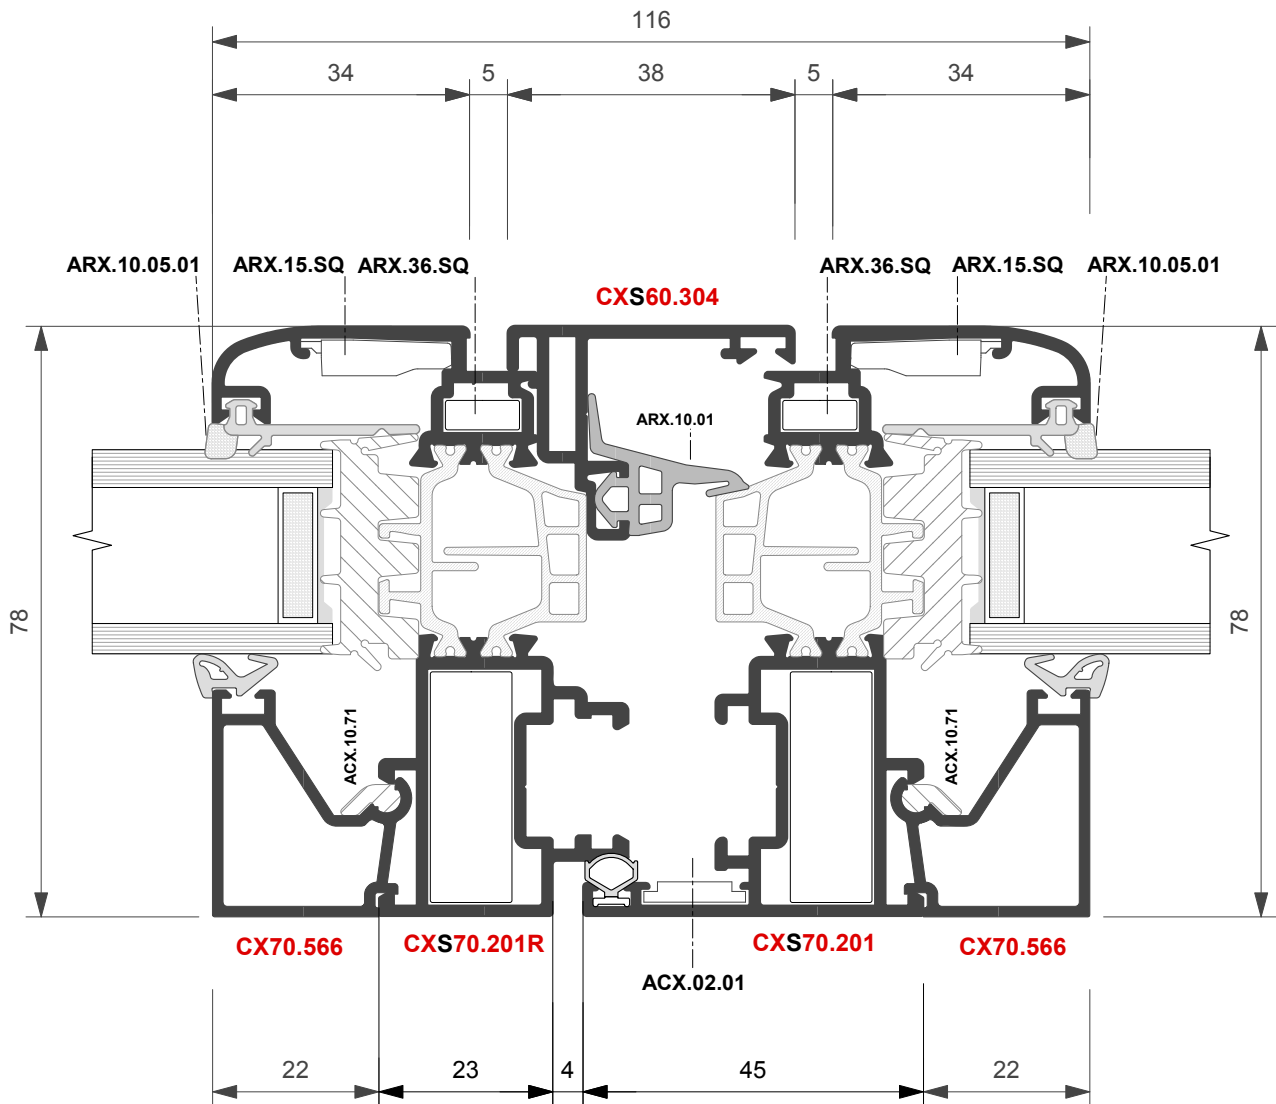 116
34 5 38 5 34
ARX.10.05.01 ARX.15.SQ ARX.36.SQ ARX.36.SQ ARX.15.SQ ARX.10.05.01
CXS60.304
ARX.10.01
78 78
ACX.10.71 ACX.10.71
CX70.566 CXS70.201R CXS70.201 CX70.566
ACX.02.01
22 23 4 45 22